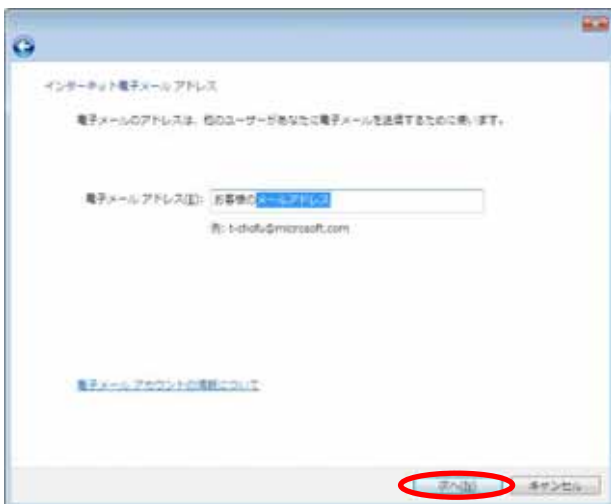 インターネット電子メール アドレス
電子メールのアドレスは、他のユーザーがあなたに電子メールを送信するために使います。
電子メール アドレス(E): お客様のメールアドレス
例: t-chofu@microsoft.com
電子メール アカウントの情報について
次へ(N) キャンセル